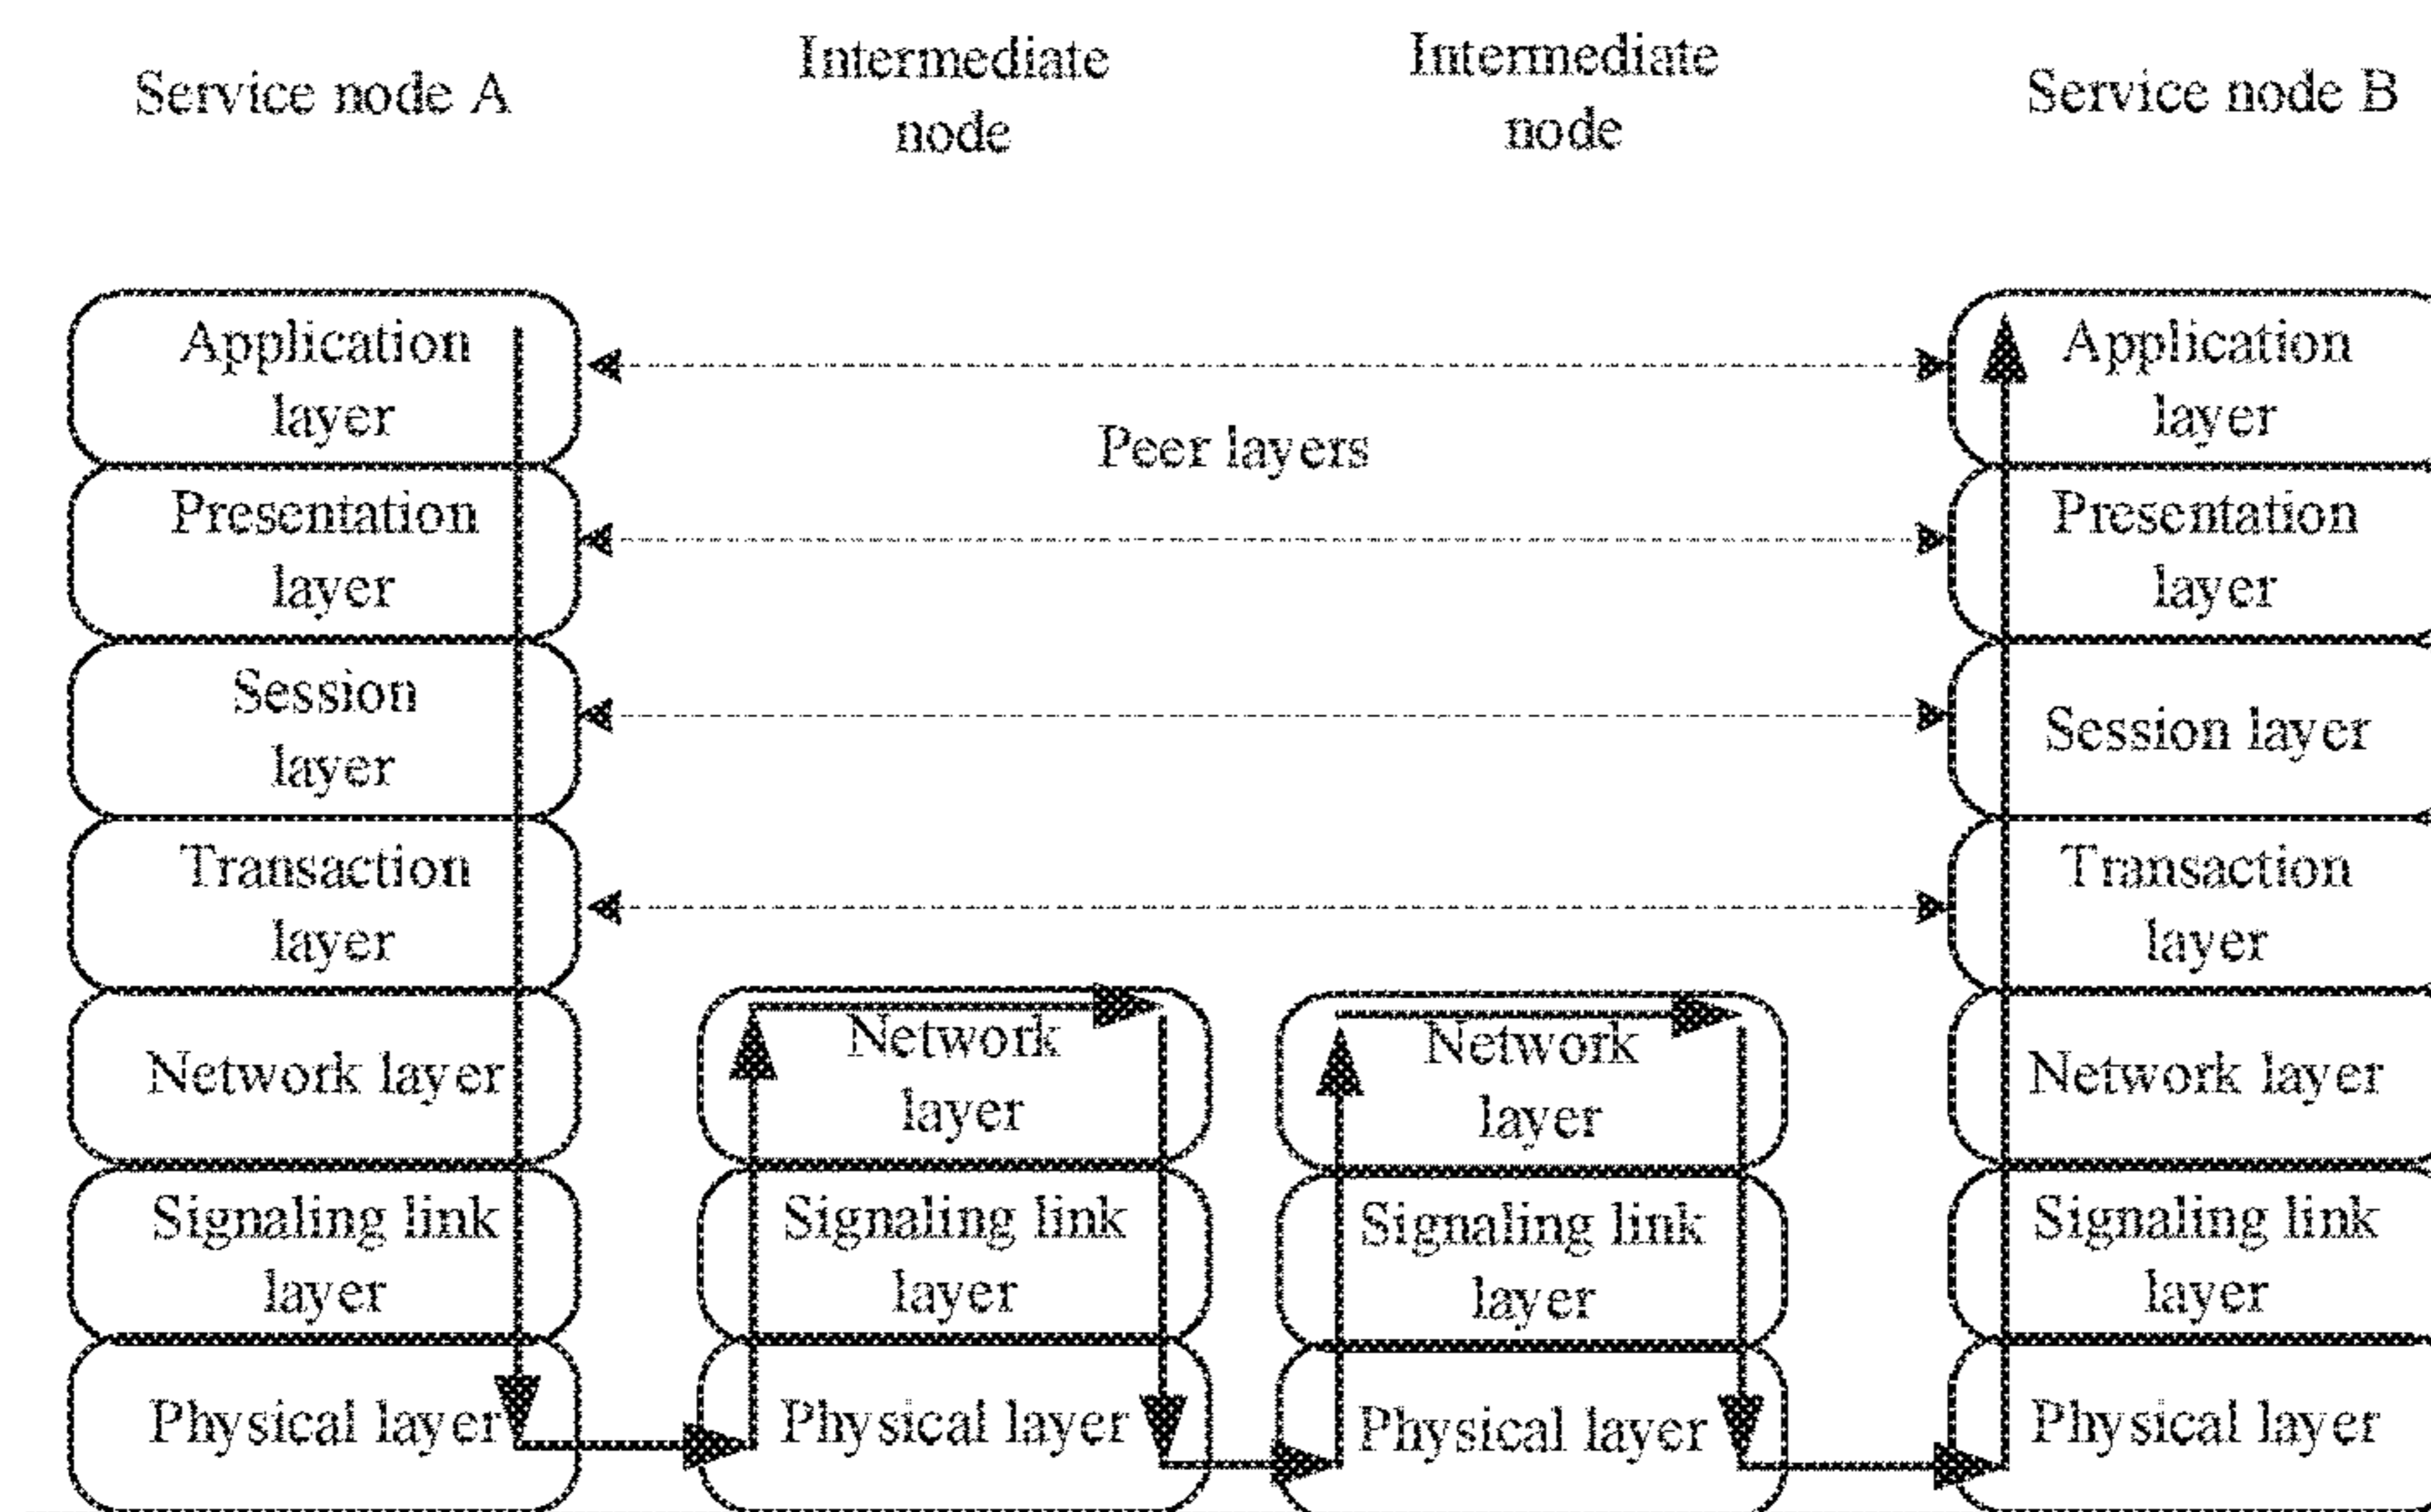 Service node A
Intermediate
node
Intermediate
node
Service node B
Application
layer
Presentation
layer
Session
layer
Transaction
layer
Network layer
Signaling link
layer
Physical layer
Peer layers
Network
layer
Signaling link
layer
Physical layer
Network
layer
Signaling link
layer
Physical layer
Application
layer
Presentation
layer
Session layer
Transaction
layer
Network layer
Signaling link
layer
Physical layer